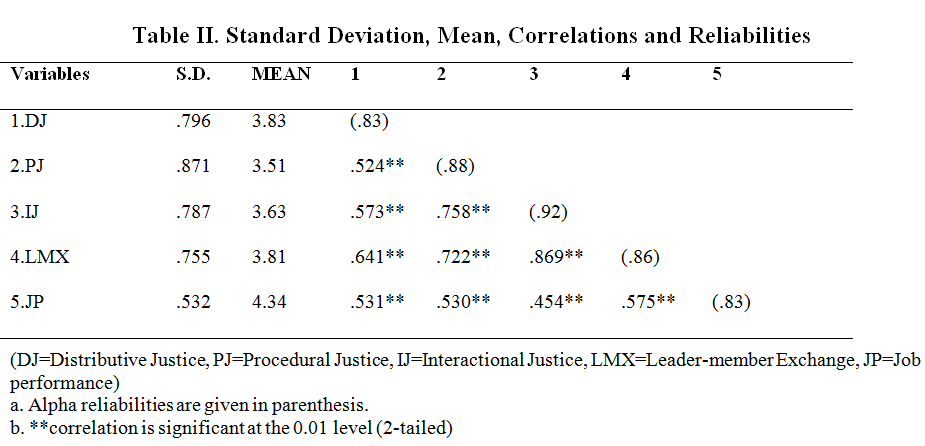 Table II. Standard Deviation, Mean, Correlations and Reliabilities
Variables S.D. MEAN 1 2 3 4 5
1.DJ .796 3.83 (.83)
2.PJ .871 3.51 .524** (.88)
3.IJ .787 3.63 .573** .758** (.92)
4.LMX .755 3.81 .641** .722** .869** (.86)
5.JP .532 4.34 .531** .530** .454** .575** (.83)
(DJ=Distributive Justice, PJ=Procedural Justice, IJ=Interactional Justice, LMX=Leader-member Exchange, JP=Job
performance)
a. Alpha reliabilities are given in parenthesis.
b. **correlation is significant at the 0.01 level (2-tailed)